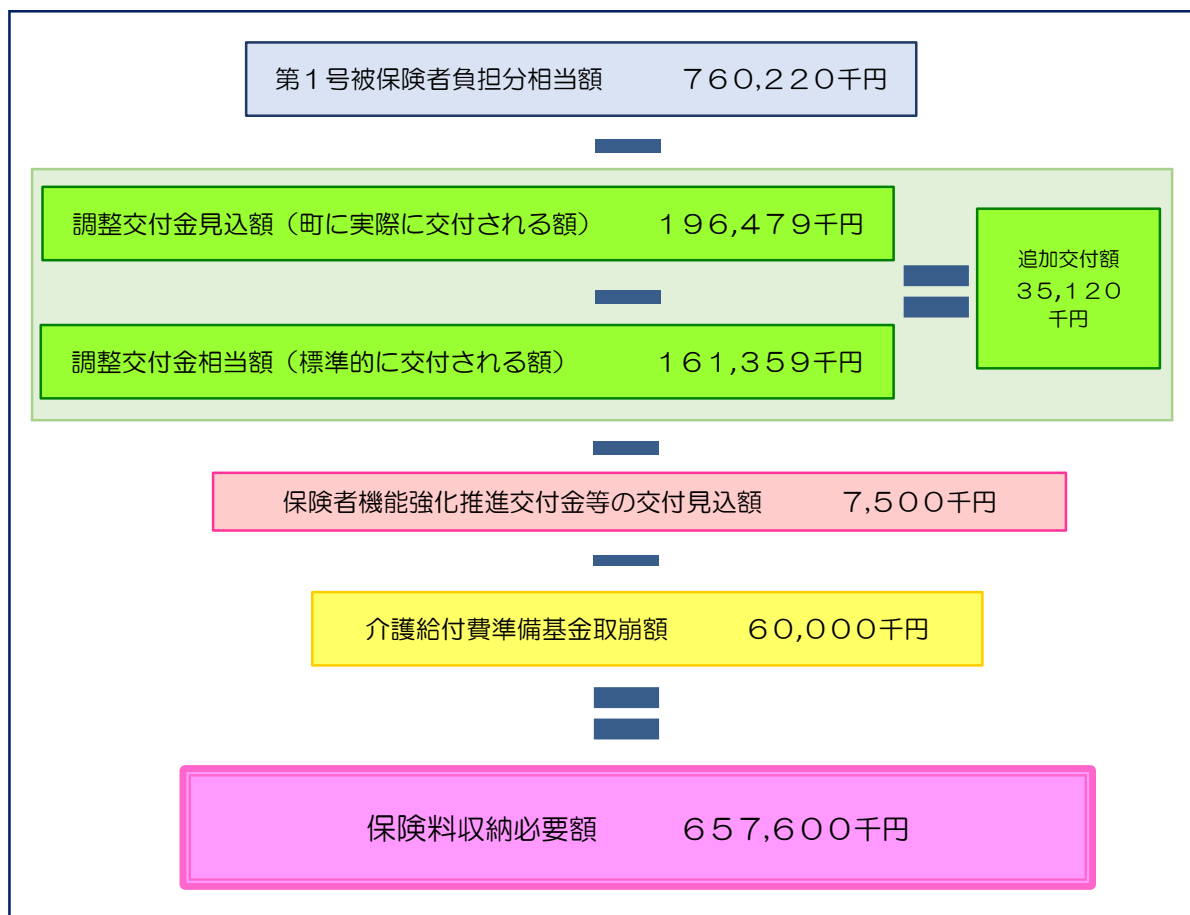 第１号被保険者負担分相当額　　７６０,２２０千円
調整交付金見込額（町に実際に交付される額）　　１９６,４７９千円
追加交付額
３５,１２０
千円
調整交付金相当額（標準的に交付される額）　　１６１,３５９千円
保険者機能強化推進交付金等の交付見込額　　７,５００千円
介護給付費準備基金取崩額　　６０,０００千円
保険料収納必要額　　６５７,６００千円